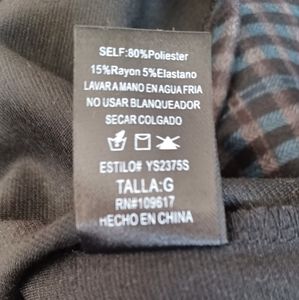 SELF:80%Poliester
15%Rayon 5%Elastano
LAVAR A MANO EN AGUA FRIA
NO USAR BLANQUEADOR
SECAR COLGADO
ESTILO# YS2375S
TALLA:G
RN#109617
HECHO EN CHINA